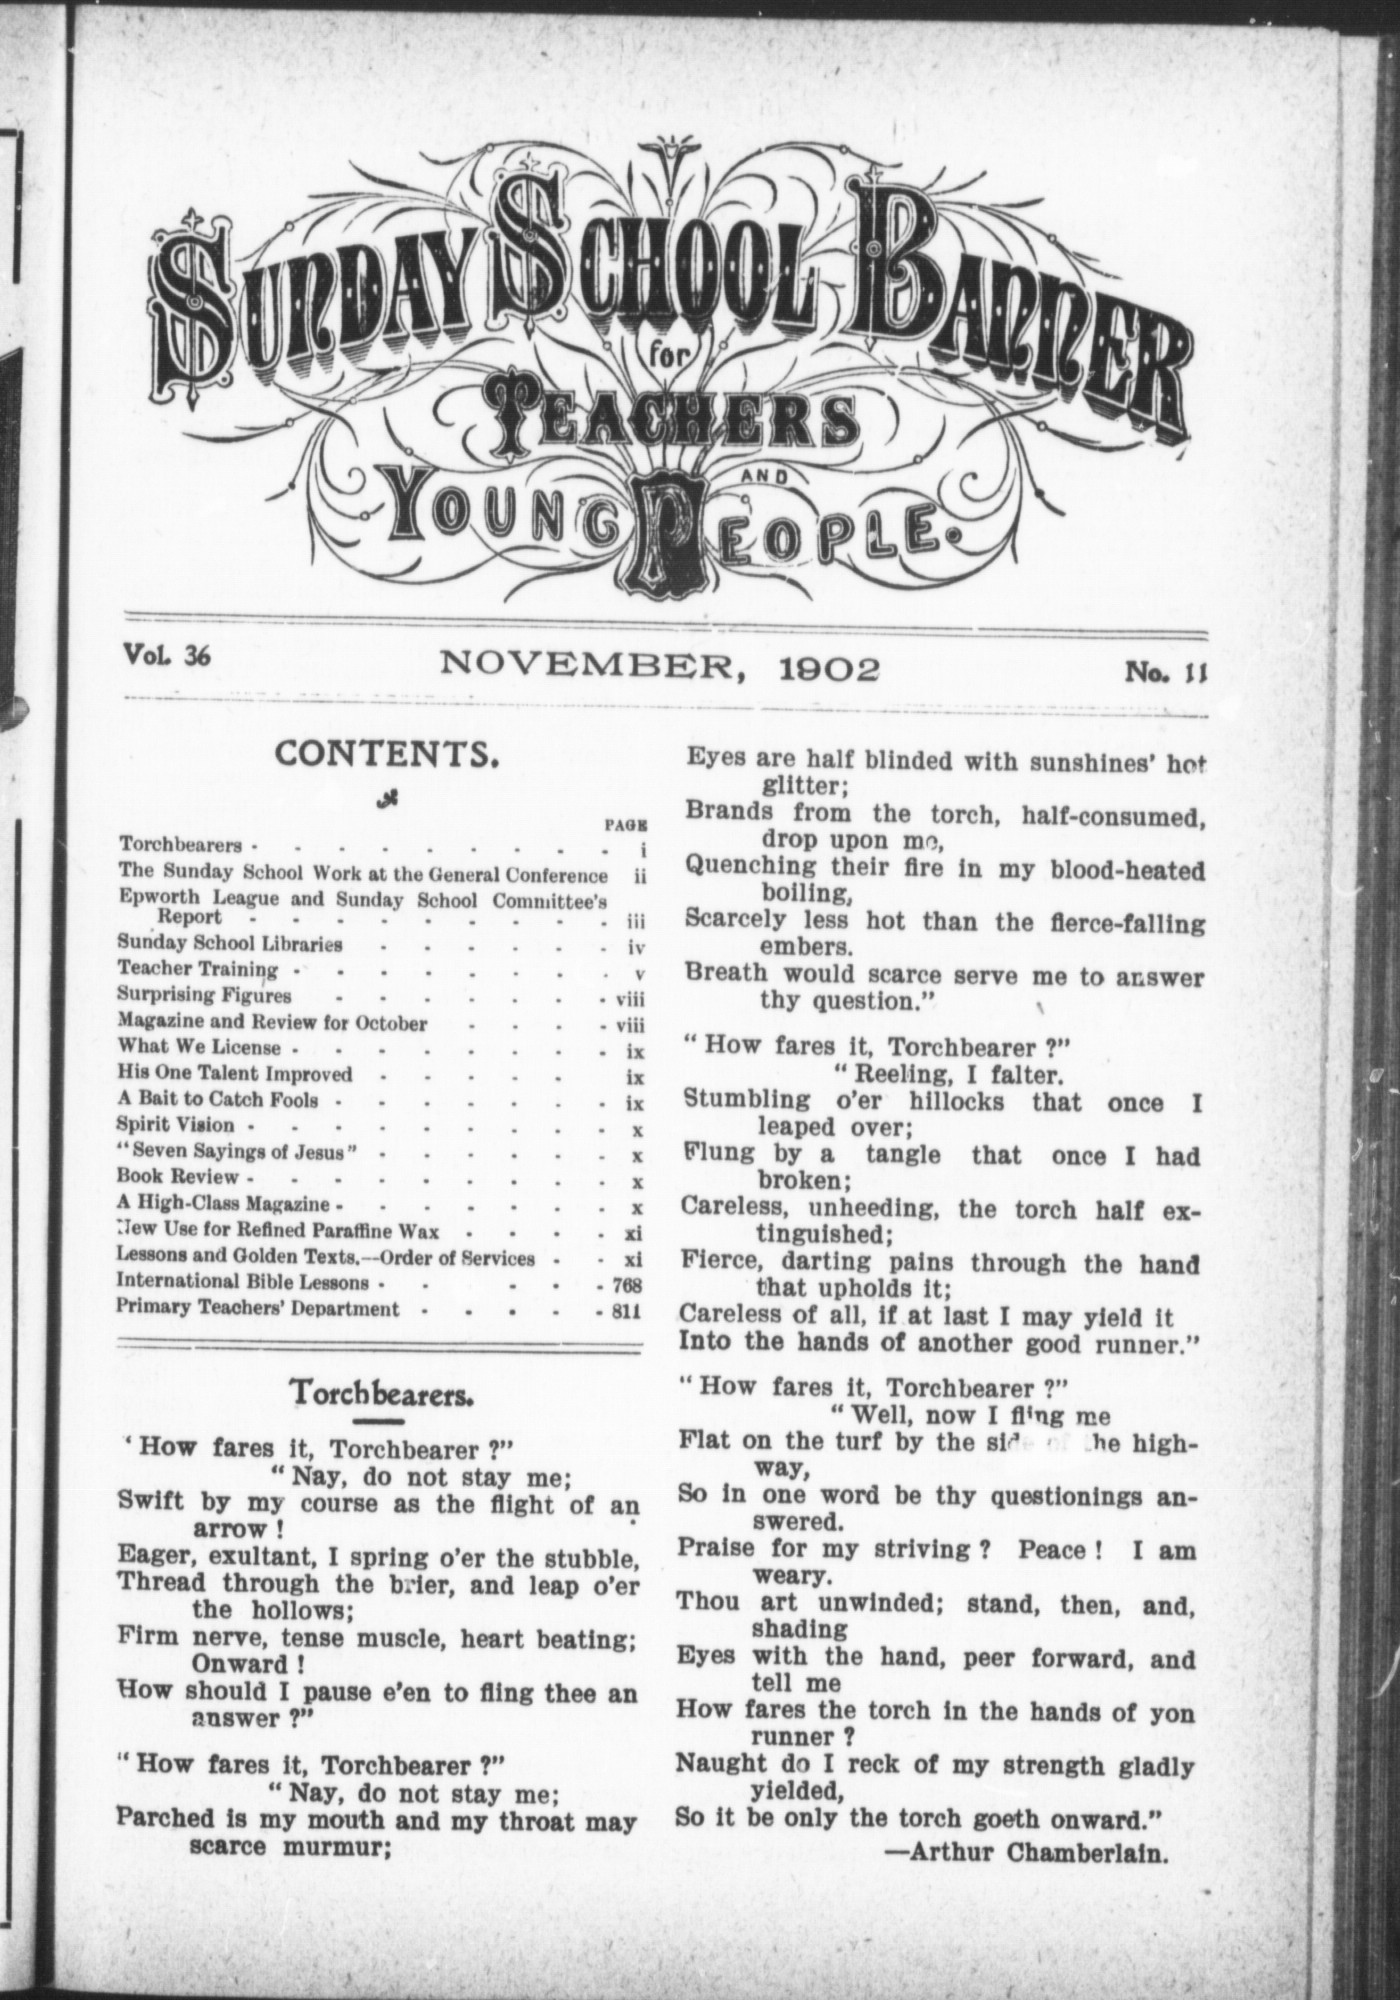 SUNDAY SCHOOL BANNER
for
TEACHERS
AND
YOUNG PEOPLE.
Vol. 36 NOVEMBER, 1902 No. 11
CONTENTS.
PAGE
Torchbearers - - - - - - - - - i
The Sunday School Work at the General Conference ii
Epworth League and Sunday School Committee's
Report - - - - - - - - - iii
Sunday School Libraries - - - - - - iv
Teacher Training - - - - - - - - v
Surprising Figures - - - - - - - viii
Magazine and Review for October - - - - viii
What We License - - - - - - - - ix
His One Talent Improved - - - - - ix
A Bait to Catch Fools - - - - - - - ix
Spirit Vision - - - - - - - - - x
"Seven Sayings of Jesus" - - - - - - x
Book Review - - - - - - - - - x
A High-Class Magazine - - - - - - - x
New Use for Refined Paraffine Wax - - - - xi
Lessons and Golden Texts.—Order of Services - - xi
International Bible Lessons - - - - - 768
Primary Teachers' Department - - - - - 811
Torchbearers.
'How fares it, Torchbearer ?"
"Nay, do not stay me;
Swift by my course as the flight of an
arrow !
Eager, exultant, I spring o'er the stubble,
Thread through the brier, and leap o'er
the hollows;
Firm nerve, tense muscle, heart beating;
Onward !
How should I pause e'en to fling thee an
answer ?"
"How fares it, Torchbearer ?"
"Nay, do not stay me;
Parched is my mouth and my throat may
scarce murmur;
Eyes are half blinded with sunshines' hot
glitter;
Brands from the torch, half-consumed,
drop upon me,
Quenching their fire in my blood-heated
boiling,
Scarcely less hot than the fierce-falling
embers.
Breath would scarce serve me to answer
thy question."
"How fares it, Torchbearer ?"
"Reeling, I falter.
Stumbling o'er hillocks that once I
leaped over;
Flung by a tangle that once I had
broken;
Careless, unheeding, the torch half ex-
tinguished;
Fierce, darting pains through the hand
that upholds it;
Careless of all, if at last I may yield it
Into the hands of another good runner."
"How fares it, Torchbearer ?"
"Well, now I fling me
Flat on the turf by the side of the high-
way,
So in one word be thy questionings an-
swered.
Praise for my striving ? Peace ! I am
weary.
Thou art unwinded; stand, then, and,
shading
Eyes with the hand, peer forward, and
tell me
How fares the torch in the hands of yon
runner ?
Naught do I reck of my strength gladly
yielded,
So it be only the torch goeth onward."
—Arthur Chamberlain.